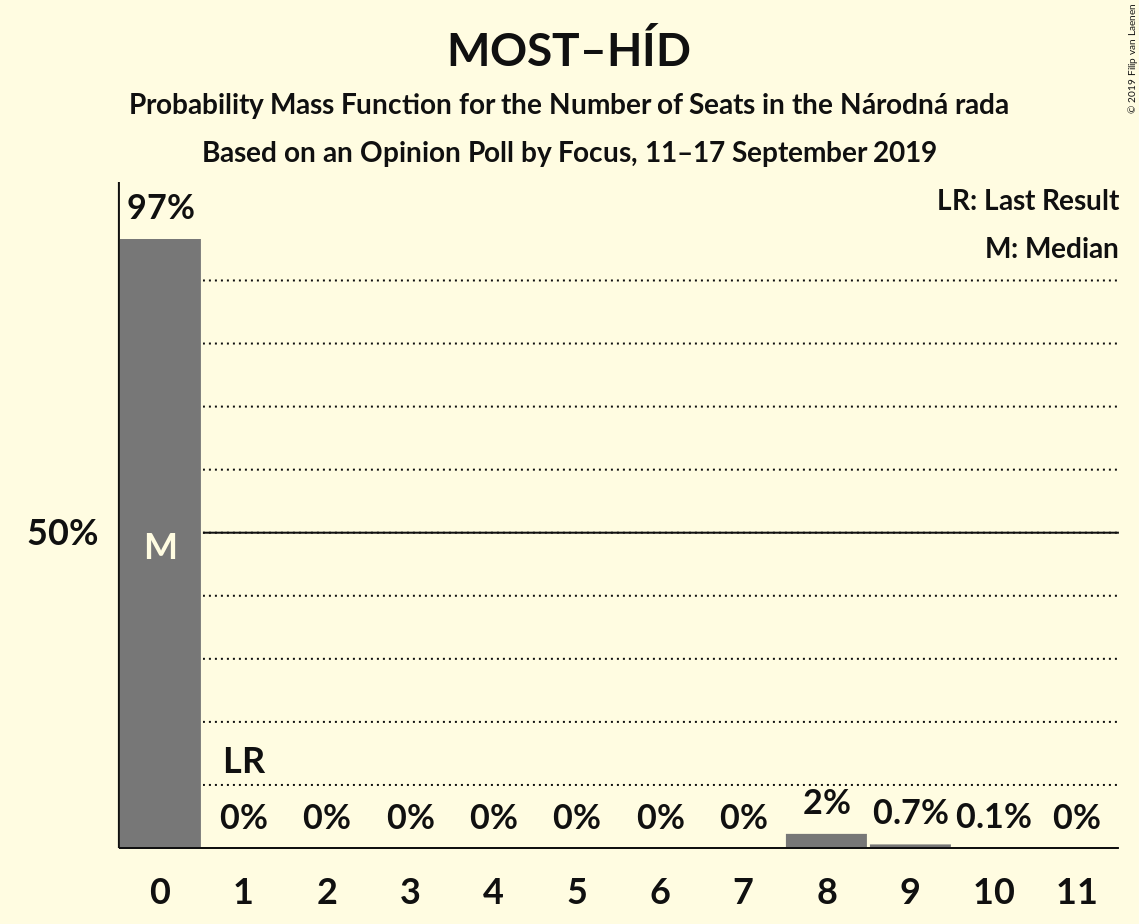 MOST–HÍD
Probability Mass Function for the Number of Seats in the Národná rada
Based on an Opinion Poll by Focus, 11–17 September 2019
© 2019 Filip van Laenen
LR: Last Result
M: Median
97%
50%
M
LR
0% 0% 0% 0% 0% 0% 0% 2% 0.7% 0.1% 0%
0 1 2 3 4 5 6 7 8 9 10 11